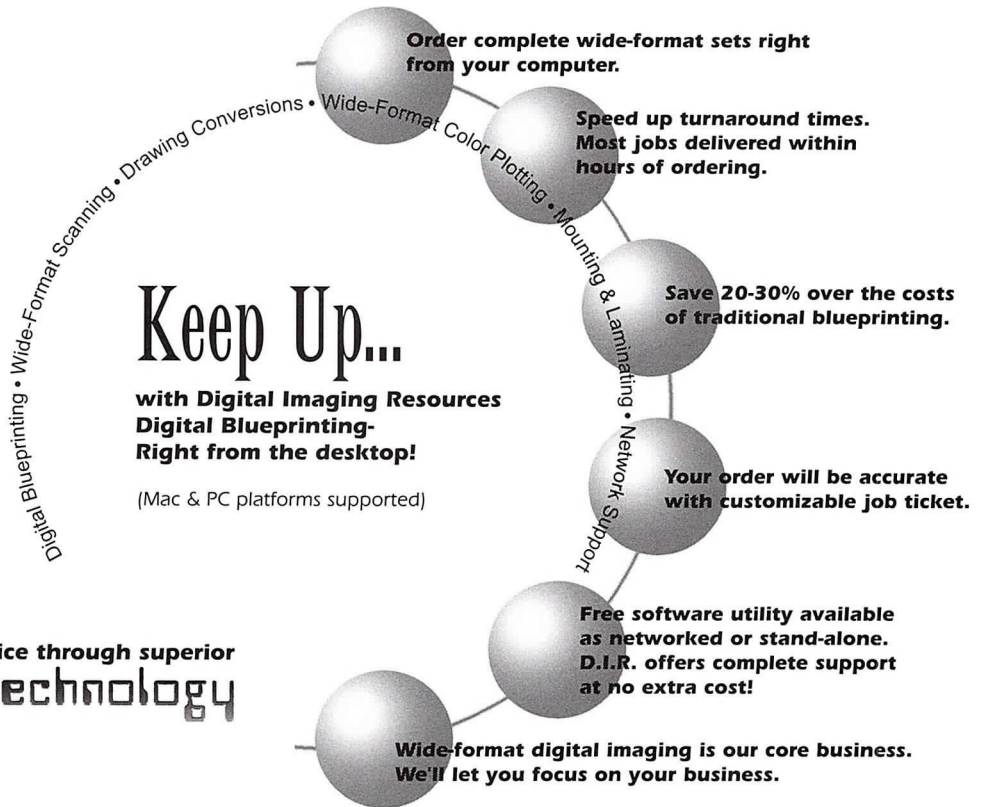 Order complete wide-format sets right
from your computer.
Digital Blueprinting • Wide-Format Scanning • Drawing Conversions • Wide-Format Color Plotting • Mounting & Laminating • Network Support
Speed up turnaround times.
Most jobs delivered within
hours of ordering.
Save 20-30% over the costs
of traditional blueprinting.
Keep Up...
with Digital Imaging Resources
Digital Blueprinting-
Right from the desktop!
(Mac & PC platforms supported)
Your order will be accurate
with customizable job ticket.
Free software utility available
as networked or stand-alone.
D.I.R. offers complete support
at no extra cost!
through superior
Wide-format digital imaging is our core business.
We'll let you focus on your business.